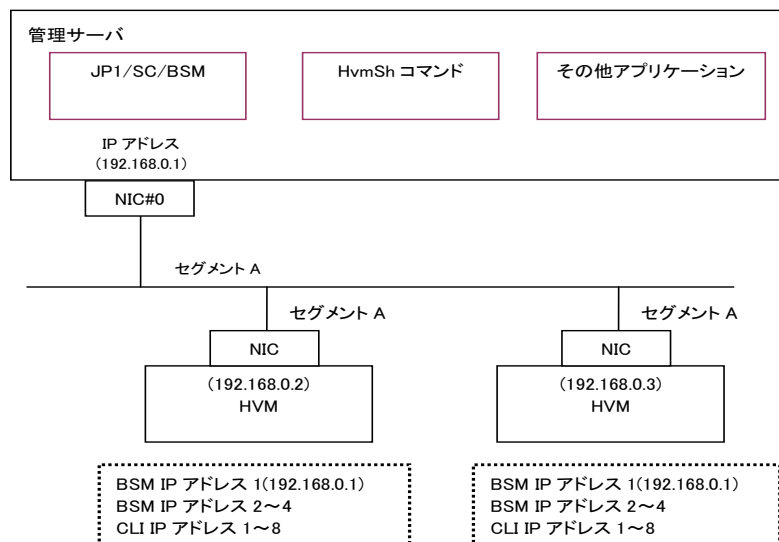 管理サーバ
JP1/SC/BSM
HvmSh コマンド
その他アプリケーション
IP アドレス
(192.168.0.1)
NIC#0
セグメント A
セグメント A
セグメント A
NIC
NIC
(192.168.0.2)
HVM
(192.168.0.3)
HVM
BSM IP アドレス 1(192.168.0.1)
BSM IP アドレス 2～4
CLI IP アドレス 1～8
BSM IP アドレス 1(192.168.0.1)
BSM IP アドレス 2～4
CLI IP アドレス 1～8